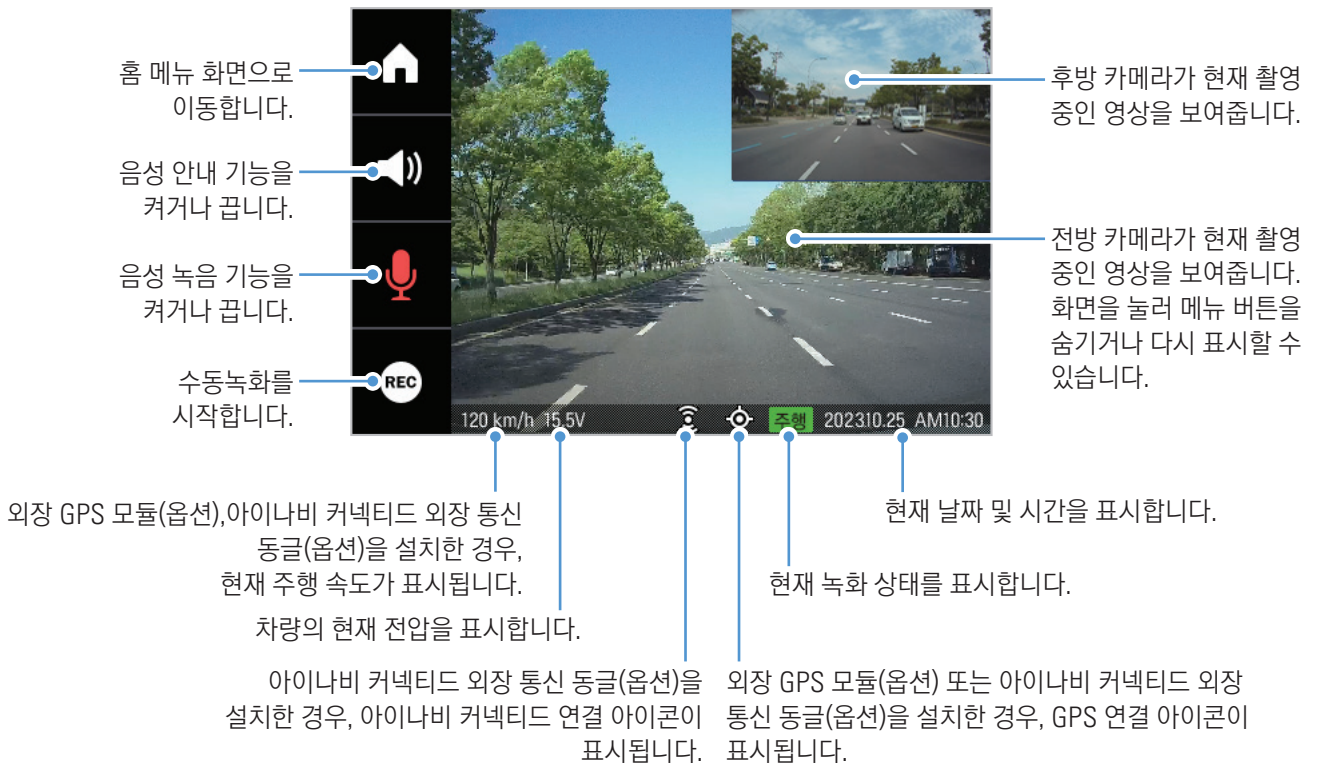 홈 메뉴 화면으로
이동합니다.
음성 안내 기능을
켜거나 끕니다.
음성 녹음 기능을
켜거나 끕니다.
수동녹화를
시작합니다.
REC
후방 카메라가 현재 촬영
중인 영상을 보여줍니다.
전방 카메라가 현재 촬영
중인 영상을 보여줍니다.
화면을 눌러 메뉴 버튼을
숨기거나 다시 표시할 수
있습니다.
120 km/h 15.5V 주행 2023.10.25 AM10:30
외장 GPS 모듈(옵션),아이나비 커넥티드 외장 통신
동글(옵션)을 설치한 경우,
현재 주행 속도가 표시됩니다.
차량의 현재 전압을 표시합니다.
아이나비 커넥티드 외장 통신 동글(옵션)을
설치한 경우, 아이나비 커넥티드 연결 아이콘이
표시됩니다.
외장 GPS 모듈(옵션) 또는 아이나비 커넥티드 외장
통신 동글(옵션)을 설치한 경우, GPS 연결 아이콘이
표시됩니다.
현재 녹화 상태를 표시합니다.
현재 날짜 및 시간을 표시합니다.